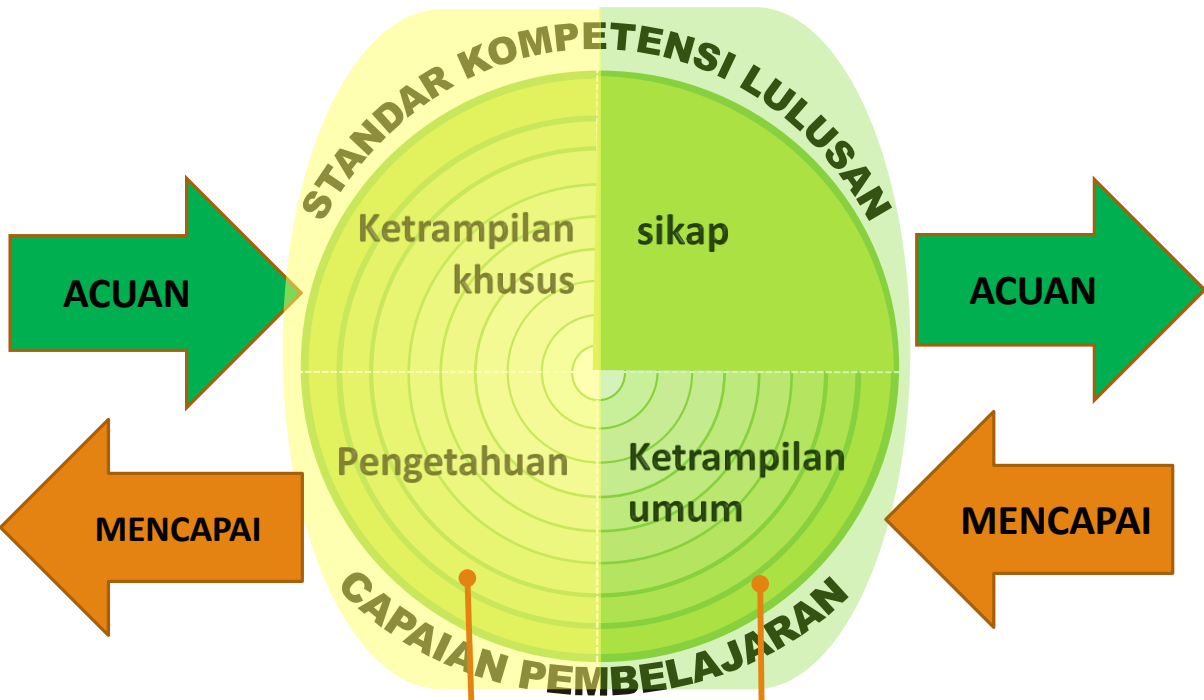 STANDAR KOMPETENSI LULUSAN
Ketrampilan
khusus
sikap
ACUAN
ACUAN
Pengetahuan
Ketrampilan
umum
MENCAPAI
MENCAPAI
CAPAIAN PEMBELAJARAN